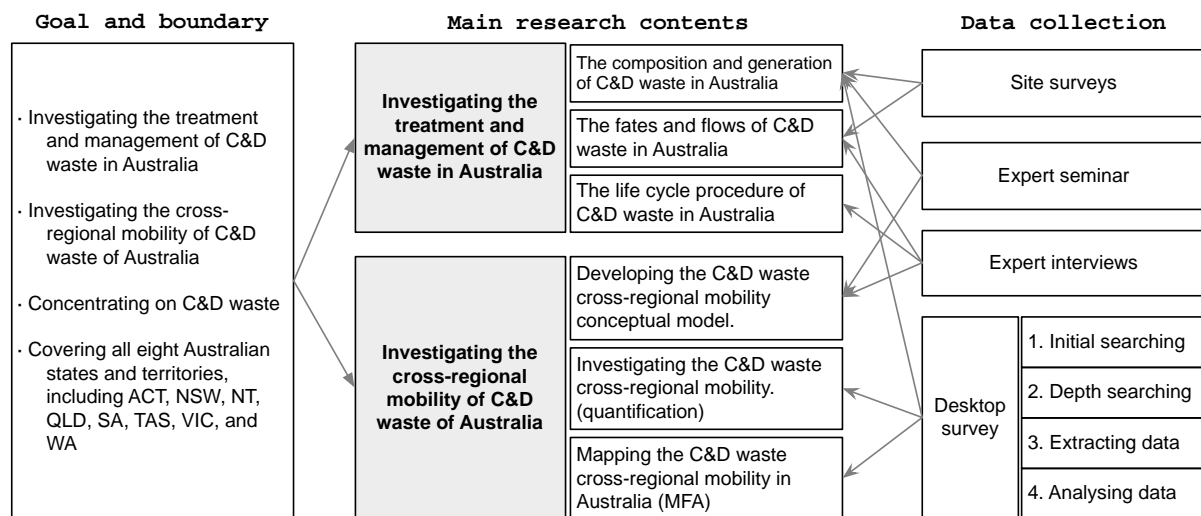 Goal and boundary
· Investigating the treatment
and management of C&D
waste in Australia
· Investigating the cross-
regional mobility of C&D
waste of Australia
· Concentrating on C&D waste
· Covering all eight Australian
states and territories,
including ACT, NSW, NT,
QLD, SA, TAS, VIC, and
WA
Main research contents
Investigating the
treatment and
management of C&D
waste in Australia
The composition and generation
of C&D waste in Australia
The fates and flows of C&D
waste in Australia
The life cycle procedure of
C&D waste in Australia
Investigating the
cross-regional
mobility of C&D
waste of Australia
Developing the C&D waste
cross-regional mobility
conceptual model.
Investigating the C&D waste
cross-regional mobility.
(quantification)
Mapping the C&D waste
cross-regional mobility in
Australia (MFA)
Data collection
Site surveys
Expert seminar
Expert interviews
Desktop
survey
1. Initial searching
2. Depth searching
3. Extracting data
4. Analysing data